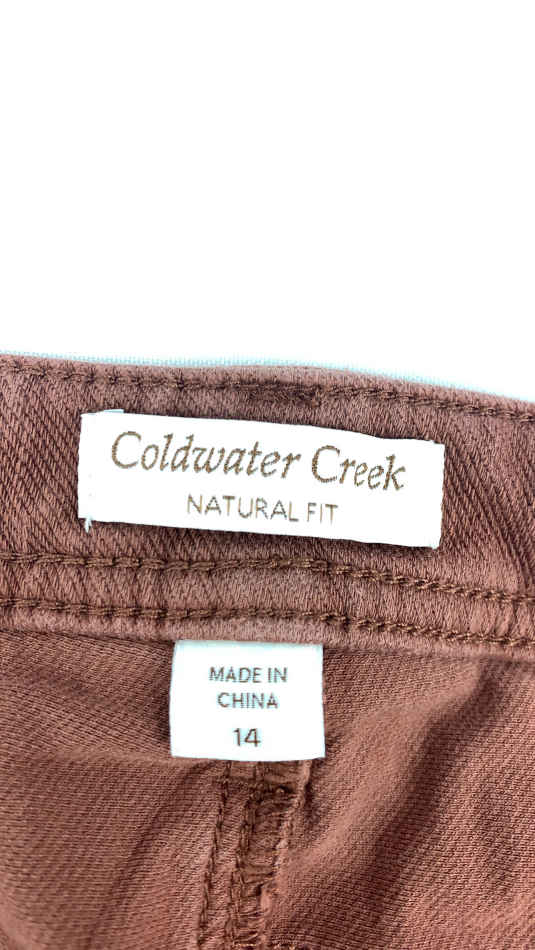 Coldwater Creek
NATURAL FIT
MADE IN
CHINA
14